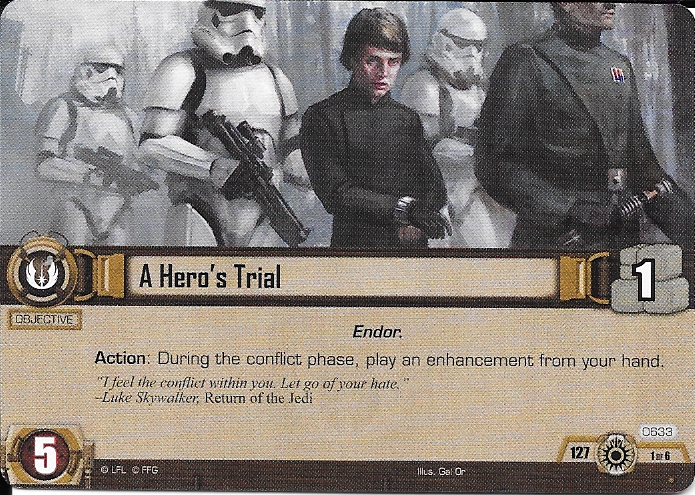 A Hero's Trial
1
OBJECTIVE
Endor.
Action: During the conflict phase, play an enhancement from your hand.
"I feel the conflict within you. Let go of your hate."
–Luke Skywalker, Return of the Jedi
5
© LFL © FFG
Illus. Gal Or
127
0633
1 OF 6